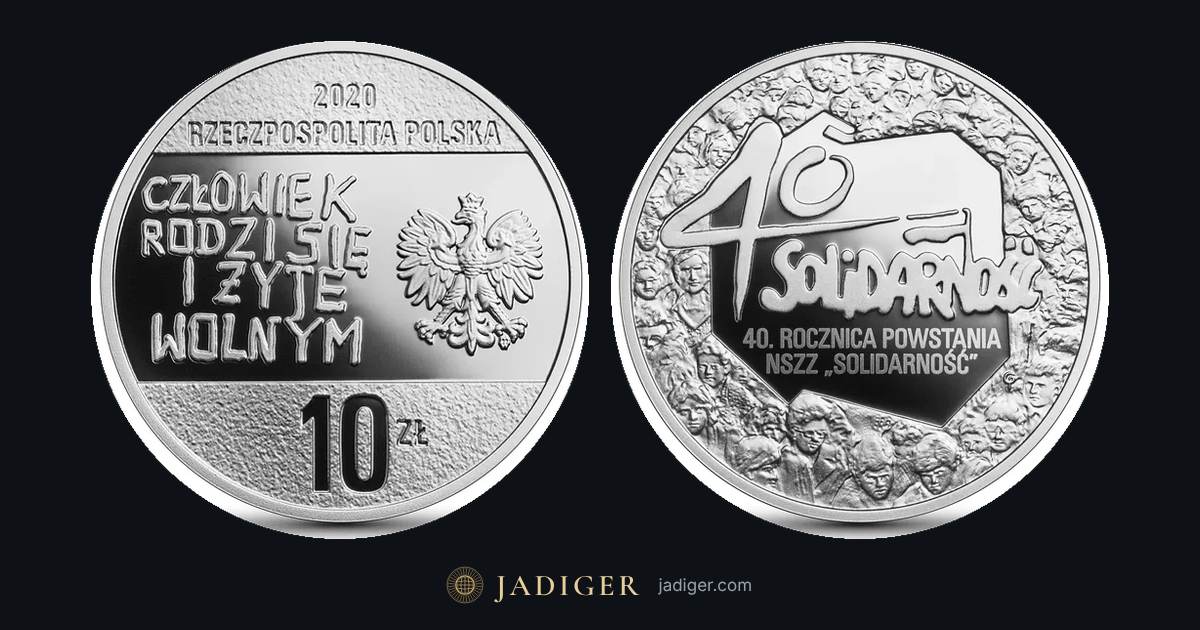 2020
RZECZPOSPOLITA POLSKA
CZŁOWIEK
RODZI SIĘ
I ŻYJE
WOLNYM
10 ZŁ
40
SOLIDARNOŚĆ
40. ROCZNICA POWSTANIA
NSZZ „SOLIDARNOŚĆ”
JADIGER jadiger.com